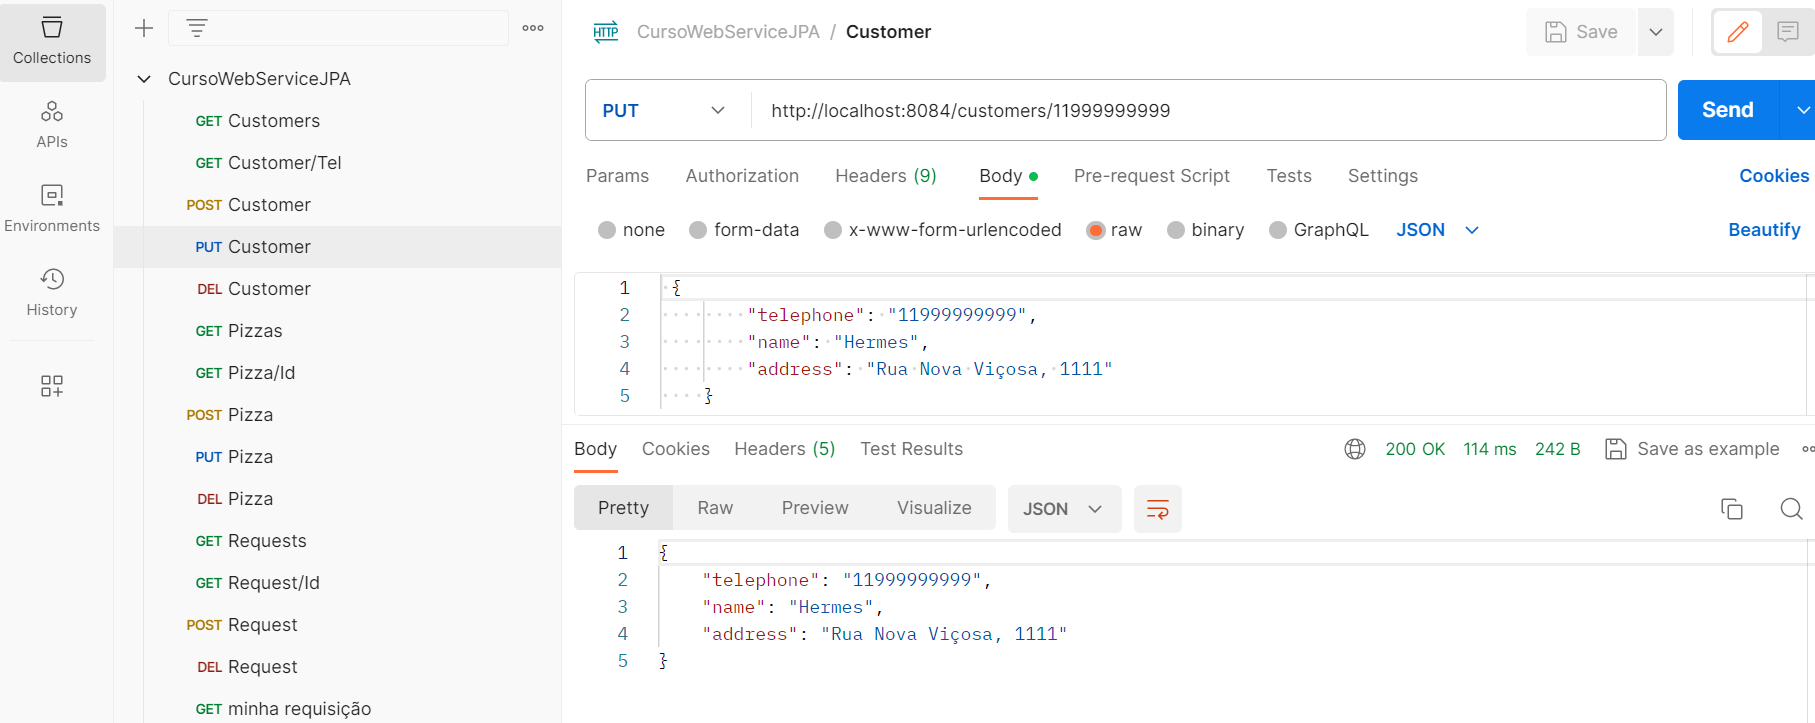 Collections
APIs
Environments
History
CursoWebServiceJPA
GET Customers
GET Customer/Tel
POST Customer
PUT Customer
DEL Customer
GET Pizzas
GET Pizza/Id
POST Pizza
PUT Pizza
DEL Pizza
GET Requests
GET Request/Id
POST Request
DEL Request
GET minha requisição
HTTP CursoWebServiceJPA / Customer
Save
PUT http://localhost:8084/customers/11999999999
Send
Params Authorization Headers (9) Body Pre-request Script Tests Settings Cookies
none form-data x-www-form-urlencoded raw binary GraphQL JSON Beautify
1 {
2 "telephone": "11999999999",
3 "name": "Hermes",
4 "address": "Rua Nova Viçosa, 1111"
5 }
Body Cookies Headers (5) Test Results 200 OK 114 ms 242 B Save as example
Pretty Raw Preview Visualize JSON
1 {
2 "telephone": "11999999999",
3 "name": "Hermes",
4 "address": "Rua Nova Viçosa, 1111"
5 }